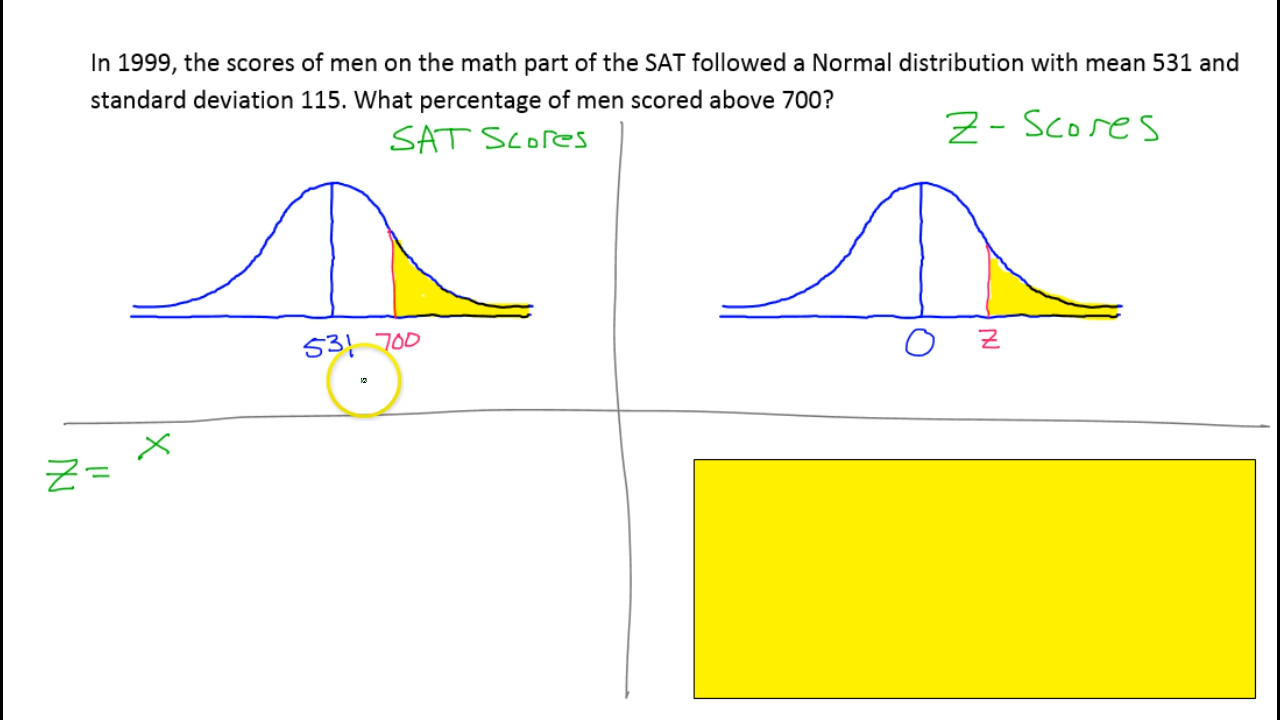 In 1999, the scores of men on the math part of the SAT followed a Normal distribution with mean 531 and
standard deviation 115. What percentage of men scored above 700?
SAT Scores
Z - Scores
531 700
0 Z
Z = x